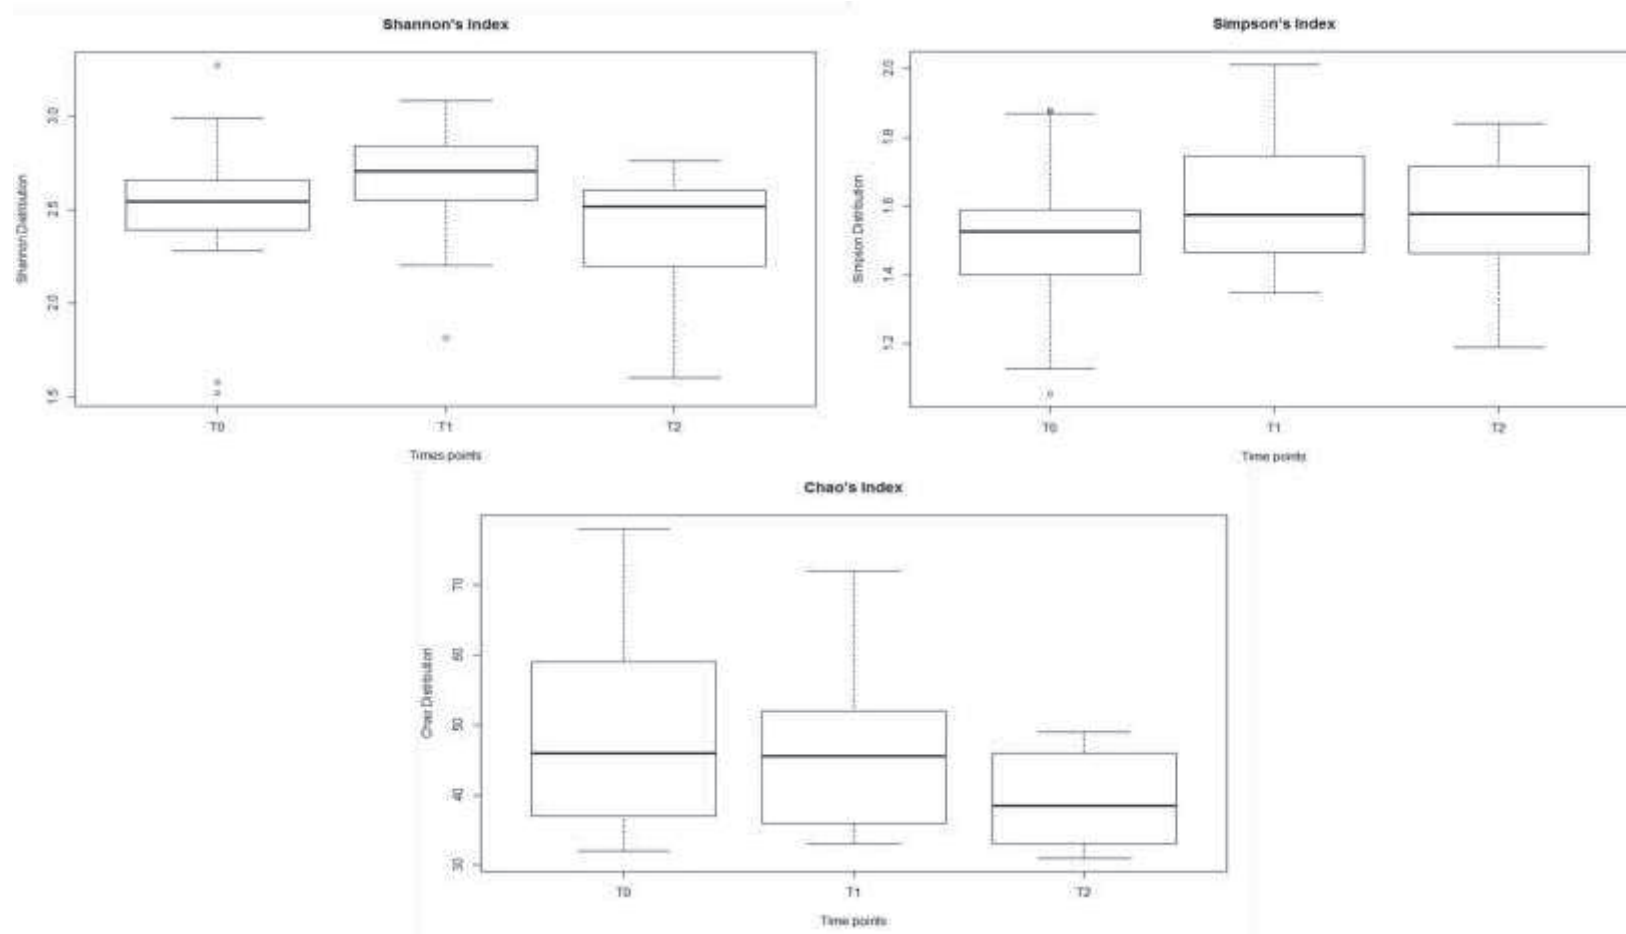 Shannon's Index
Shannon Distribution
3.0
2.5
2.0
1.5
T0
T1
T2
Times points
Simpson's Index
Simpson Distribution
2.0
1.8
1.6
1.4
1.2
T0
T1
T2
Time points
Chao's Index
Chao Distribution
70
60
50
40
30
T0
T1
T2
Time points